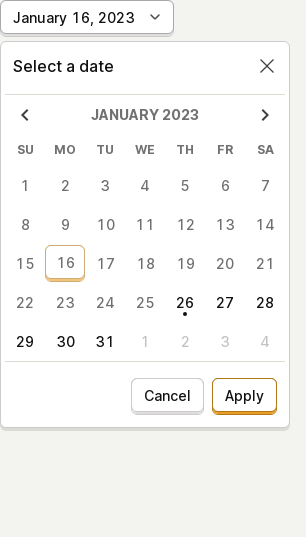 January 16, 2023
Select a date
JANUARY 2023
SU MO TU WE TH FR SA
1 2 3 4 5 6 7
8 9 10 11 12 13 14
15 16 17 18 19 20 21
22 23 24 25 26 27 28
29 30 31 1 2 3 4
Cancel Apply